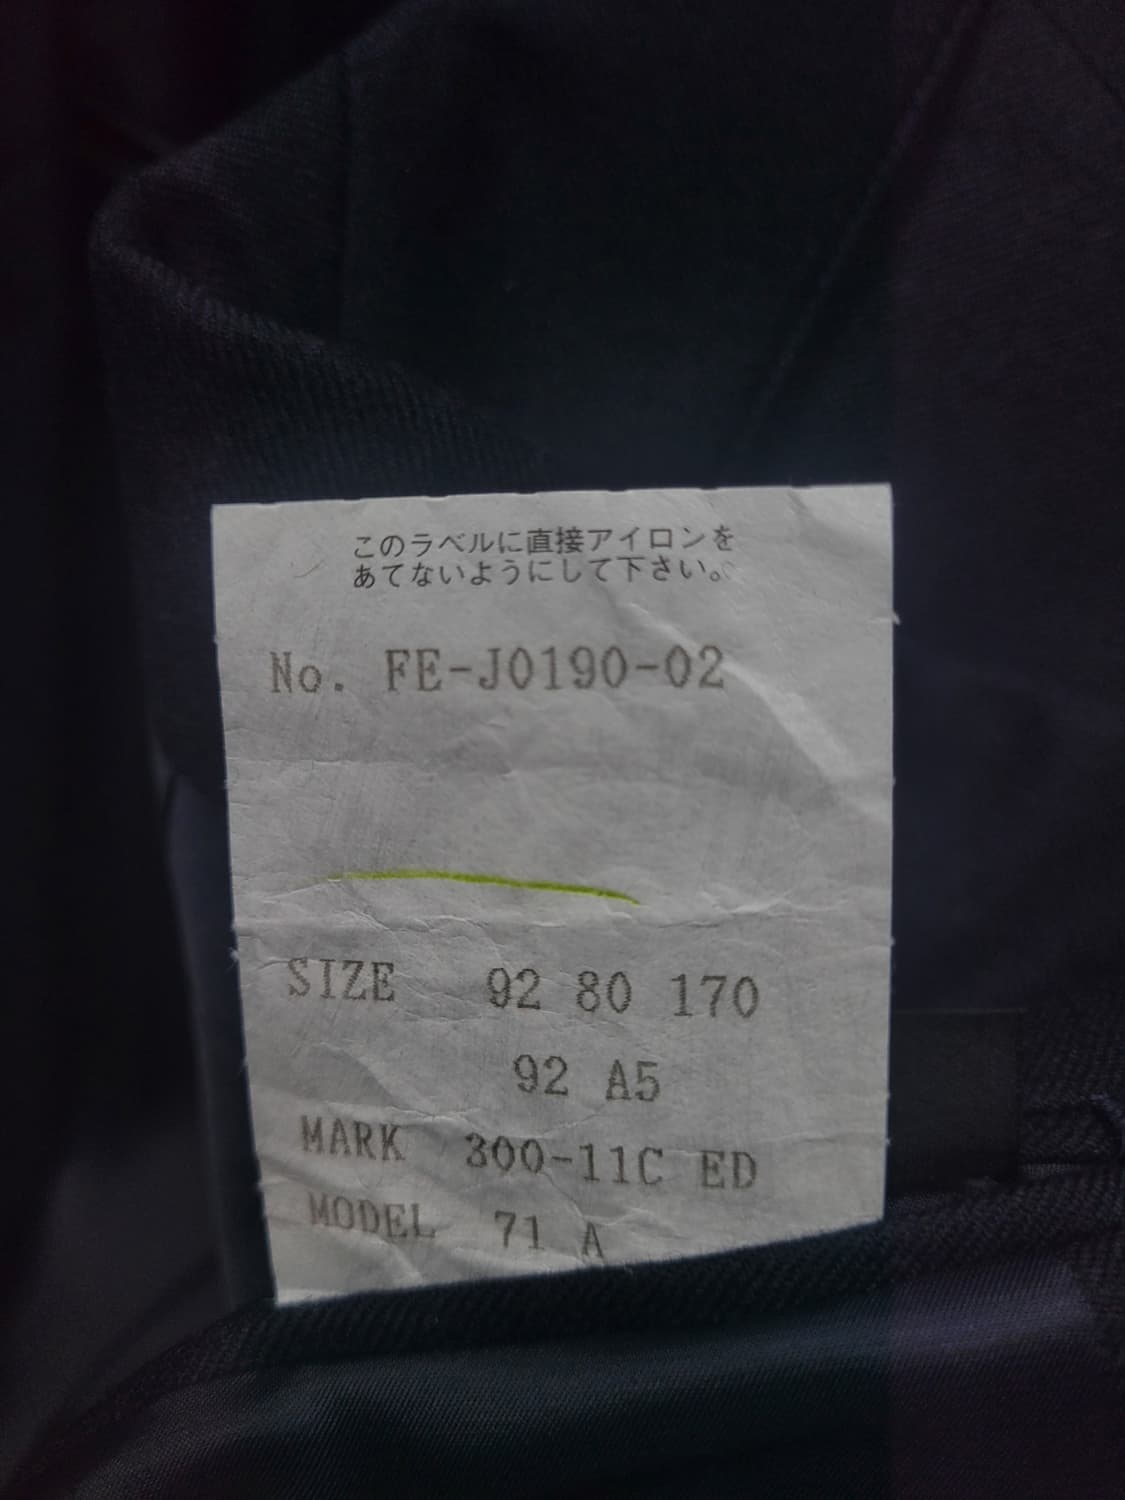 このラベルに直接アイロンを
あてないようにして下さい。
No. FE-J0190-02
SIZE 92 80 170
92 A5
MARK 300-11C ED
MODEL 71 A